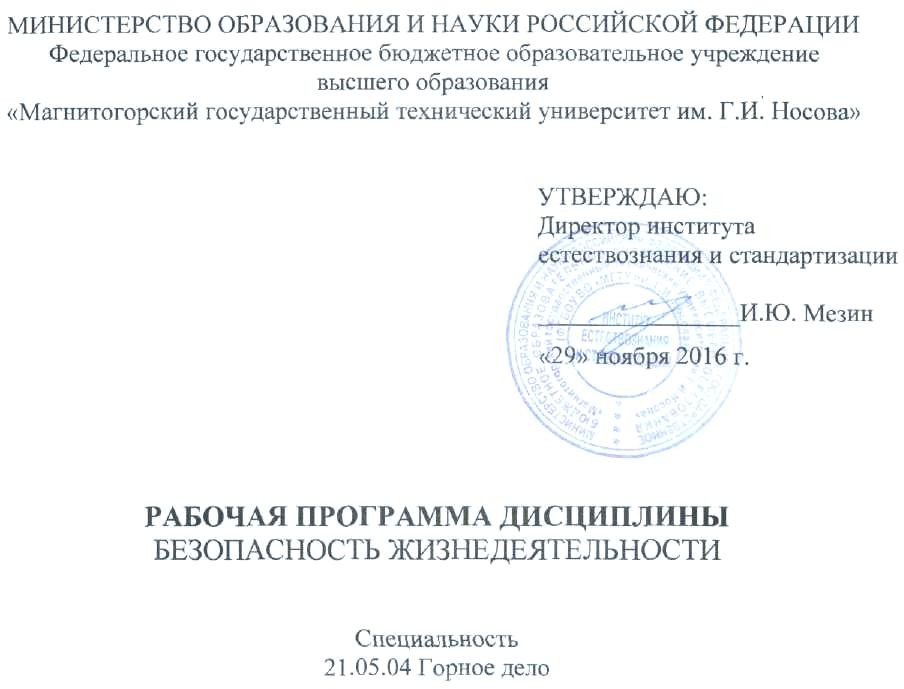 МИНИСТЕРСТВО ОБРАЗОВАНИЯ И НАУКИ РОССИЙСКОЙ ФЕДЕРАЦИИ
Федеральное государственное бюджетное образовательное учреждение
высшего образования
«Магнитогорский государственный технический университет им. Г.И. Носова»
УТВЕРЖДАЮ:
Директор института
естествознания и стандартизации
И.Ю. Мезин
«29» ноября 2016 г.
ИНСТИТУТ
ЕСТЕСТВОЗНАНИЯ
РАБОЧАЯ ПРОГРАММА ДИСЦИПЛИНЫ
БЕЗОПАСНОСТЬ ЖИЗНЕДЕЯТЕЛЬНОСТИ
Специальность
21.05.04 Горное дело